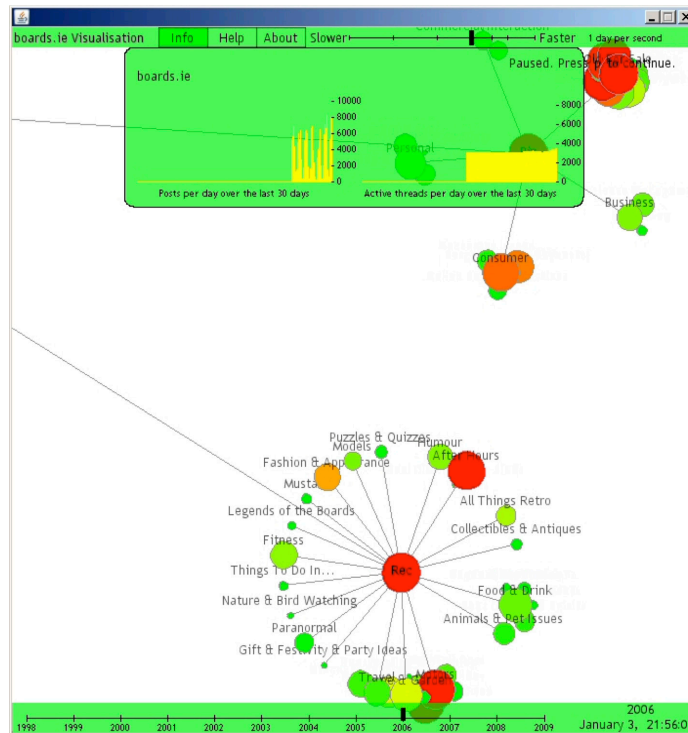 Commercial Interaction
boards.ie Visualisation Info Help About Slower Faster 1 day per second
Paused. Press p to continue.
boards.ie
10000
8000
6000
4000
2000
0
Posts per day over the last 30 days
8000
6000
4000
2000
0
Active threads per day over the last 30 days
Personal
Business
Consumer
Puzzles & Quizzes
Models
Humour
Fashion & Appearance
After Hours
All Things Retro
Legends of the Boards
Collectibles & Antiques
Fitness
Things To Do In...
Rec
Food & Drink
Nature & Bird Watching
Animals & Pet Issues
Paranormal
Gift & Festivity & Party Ideas
Travel
Motors
2006
1998 1999 2000 2001 2002 2003 2004 2005 2006 2007 2008 2009
January 3, 21:56:0